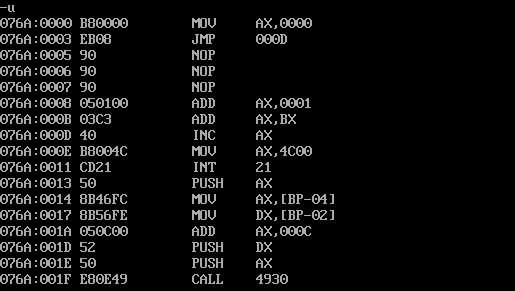 -u
076A:0000 B80000 MOV AX,0000
076A:0003 EB08 JMP 000D
076A:0005 90 NOP
076A:0006 90 NOP
076A:0007 90 NOP
076A:0008 050100 ADD AX,0001
076A:000B 03C3 ADD AX,BX
076A:000D 40 INC AX
076A:000E B8004C MOV AX,4C00
076A:0011 CD21 INT 21
076A:0013 50 PUSH AX
076A:0014 8B46FC MOV AX,[BP-04]
076A:0017 8B56FE MOV DX,[BP-02]
076A:001A 050C00 ADD AX,000C
076A:001D 52 PUSH DX
076A:001E 50 PUSH AX
076A:001F E80E49 CALL 4930